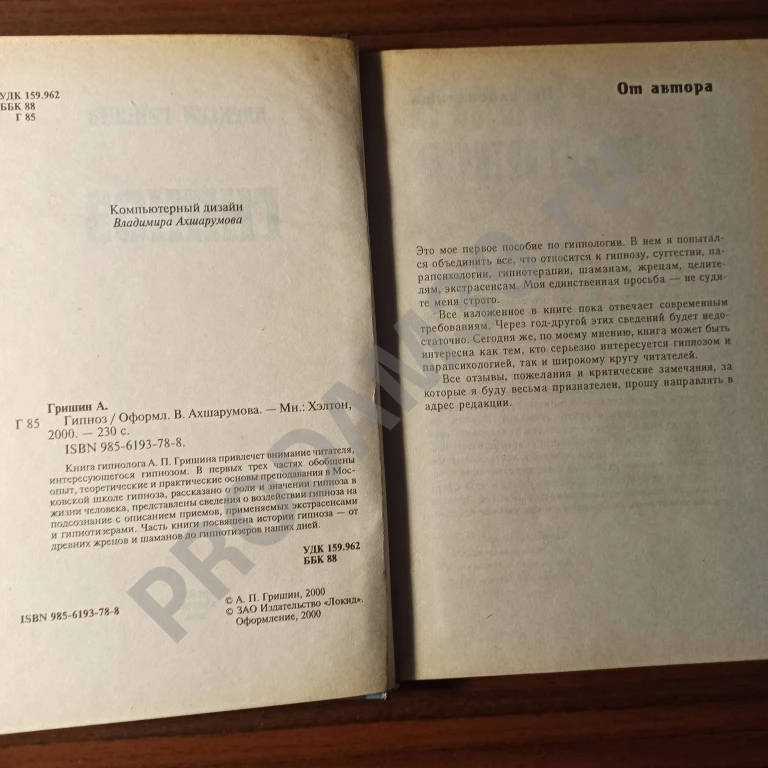 УДК 159.962
ББК 88
Г 85
Компьютерный дизайн
Владимира Ахшарумова
Гришин А.
Г 85 Гипноз / Оформл. В. Ахшарумова. — Мн.: Хэлтон,
2000. — 230 с.
ISBN 985-6193-78-8.
Книга гипнолога А. П. Гришина привлечет внимание читателя,
интересующегося гипнозом. В первых трех частях обобщены
опыт, теоретические и практические основы преподавания в Мос-
ковской школе гипноза, рассказано о роли и значении гипноза в
жизни человека, представлены сведения о воздействии гипноза на
подсознание с описанием приемов, применяемых экстрасенсами
и гипнотизерами. Часть книги посвящена истории гипноза — от
древних жрецов и шаманов до гипнотизеров наших дней.
УДК 159.962
ББК 88
© А. П. Гришин, 2000
© ЗАО Издательство «Локид».
Оформление, 2000
ISBN 985-6193-78-8
От автора
Это мое первое пособие по гипнологии. В нем я попытал-
ся объединить все, что относится к гипнозу, суггестии, па-
рапсихологии, гипнотерапии, шаманам, жрецам, целите-
лям, экстрасенсам. Моя единственная просьба — не суди-
те меня строго.
Все изложенное в книге пока отвечает современным
требованиям. Через год-другой этих сведений будет недо-
статочно. Сегодня же, по моему мнению, книга может быть
интересна как тем, кто серьезно интересуется гипнозом и
парапсихологией, так и широкому кругу читателей.
Все отзывы, пожелания и критические замечания, за
которые я буду весьма признателен, прошу направлять в
адрес редакции.